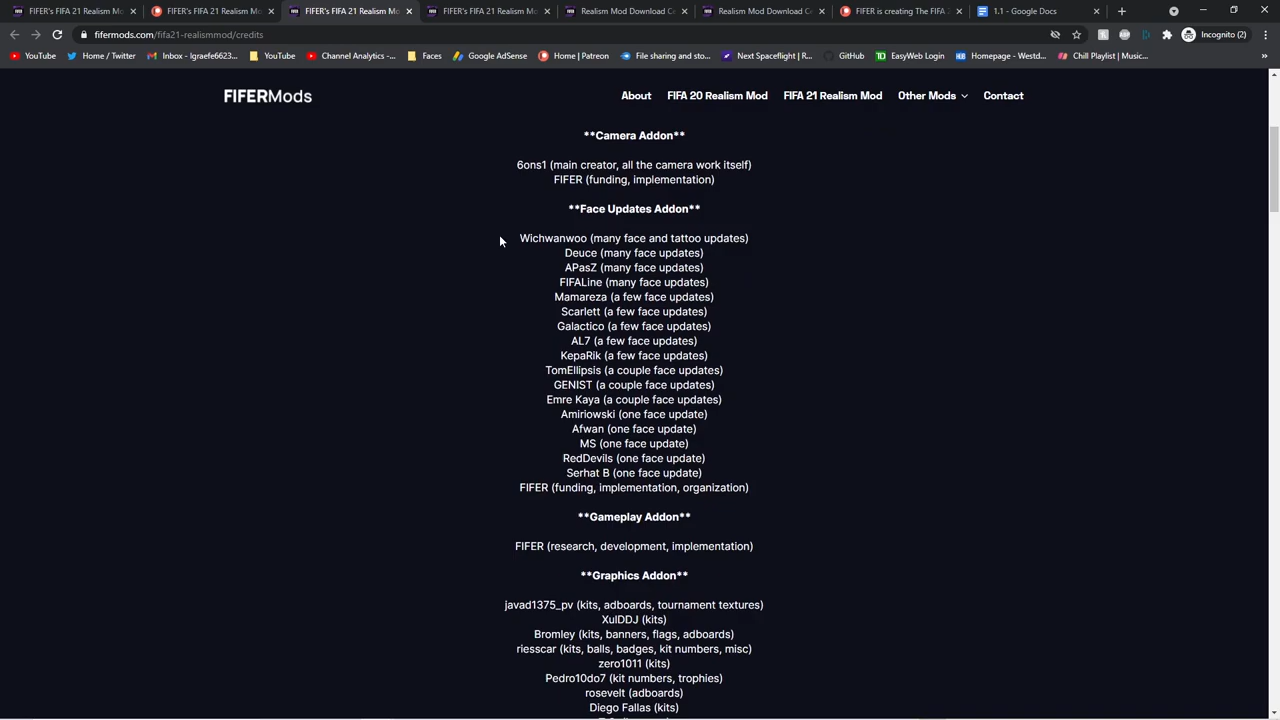 FIFER's FIFA 21 Realism Mo
FIFER's FIFA 21 Realism Mo
FIFER's FIFA 21 Realism Mo
FIFER's FIFA 21 Realism Mo
Realism Mod Download Ce
Realism Mod Download Ce
FIFER is creating The FIFA 2
1.1 - Google Docs
fifermods.com/fifa21-realismmod/credits
Incognito (2)
YouTube
Home / Twitter
Inbox - lgraefe6623...
YouTube
Channel Analytics -...
Faces
Google AdSense
Home | Patreon
File sharing and sto...
Next Spaceflight | R...
GitHub
EasyWeb Login
Homepage - Westd...
Chill Playlist | Music...
FIFERMods
About
FIFA 20 Realism Mod
FIFA 21 Realism Mod
Other Mods
Contact
**Camera Addon**
6ons1 (main creator, all the camera work itself)
FIFER (funding, implementation)
**Face Updates Addon**
Wichwanwoo (many face and tattoo updates)
Deuce (many face updates)
APasZ (many face updates)
FIFALine (many face updates)
Mamareza (a few face updates)
Scarlett (a few face updates)
Galactico (a few face updates)
AL7 (a few face updates)
KepaRik (a few face updates)
TomEllipsis (a couple face updates)
GENIST (a couple face updates)
Emre Kaya (a couple face updates)
Amiriowski (one face update)
Afwan (one face update)
MS (one face update)
RedDevils (one face update)
Serhat B (one face update)
FIFER (funding, implementation, organization)
**Gameplay Addon**
FIFER (research, development, implementation)
**Graphics Addon**
javad1375_pv (kits, adboards, tournament textures)
XulDDJ (kits)
Bromley (kits, banners, flags, adboards)
riesscar (kits, balls, badges, kit numbers, misc)
zero1011 (kits)
Pedro10do7 (kit numbers, trophies)
rosevelt (adboards)
Diego Fallas (kits)